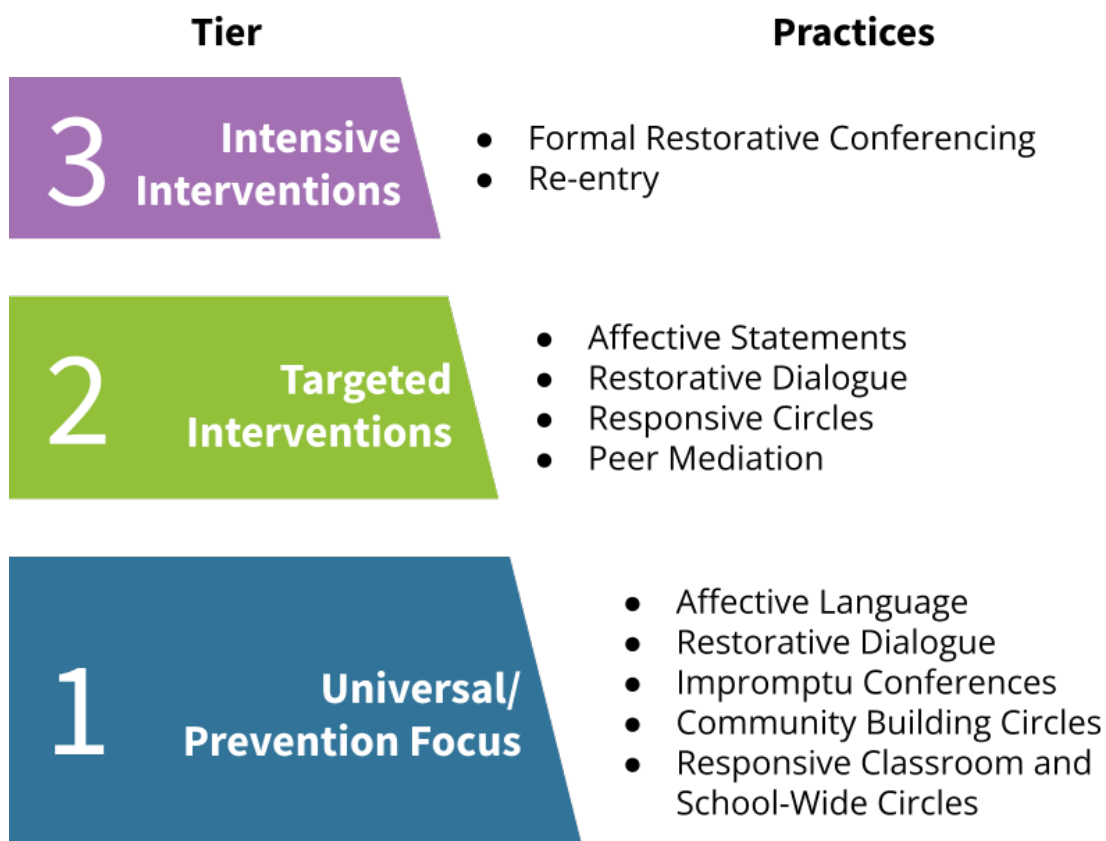 Tier
Practices
3
Intensive
Interventions
● Formal Restorative Conferencing
● Re-entry
2
Targeted
Interventions
● Affective Statements
● Restorative Dialogue
● Responsive Circles
● Peer Mediation
1
Universal/
Prevention Focus
● Affective Language
● Restorative Dialogue
● Impromptu Conferences
● Community Building Circles
● Responsive Classroom and
School-Wide Circles